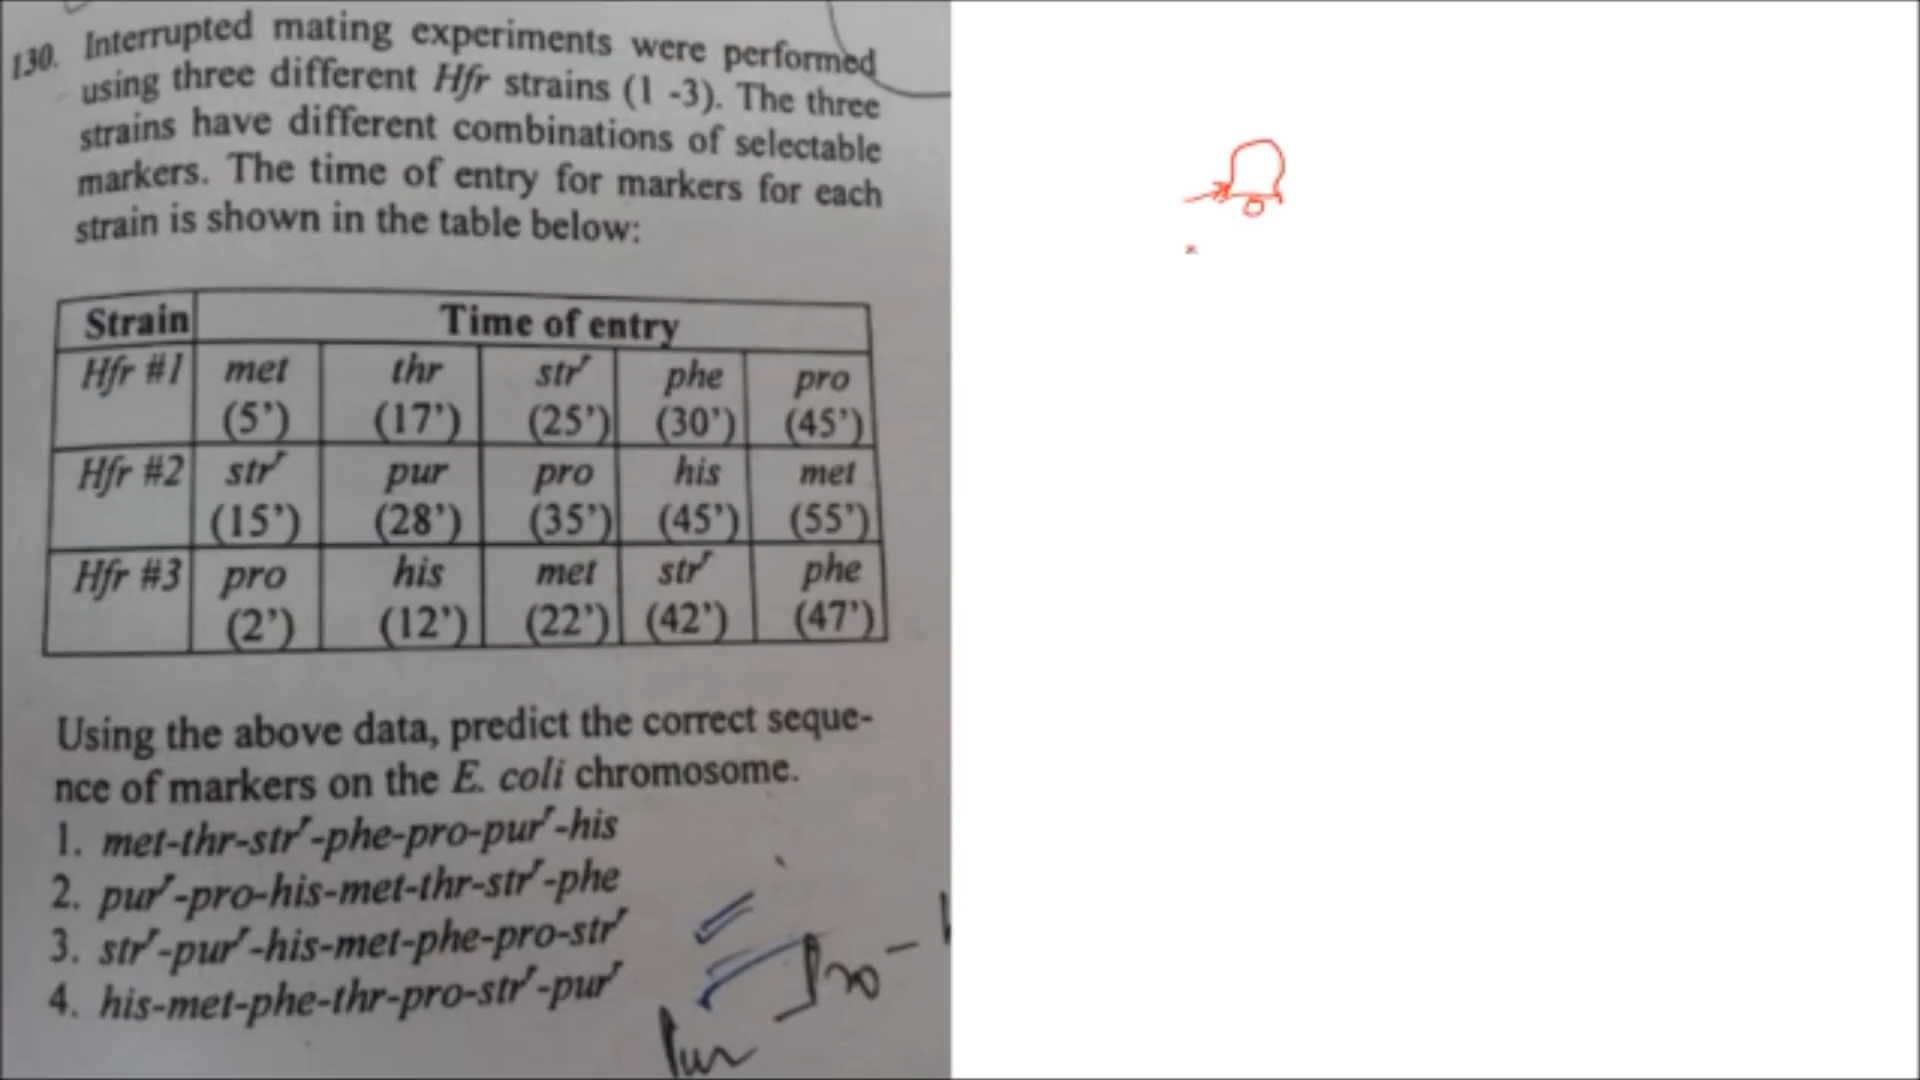 130. Interrupted mating experiments were performed
using three different Hfr strains (1 -3). The three
strains have different combinations of selectable
markers. The time of entry for markers for each
strain is shown in the table below:
Strain Time of entry
Hfr #1 met thr strʳ phe pro
(5') (17') (25') (30') (45')
Hfr #2 strʳ pur pro his met
(15') (28') (35') (45') (55')
Hfr #3 pro his met strʳ phe
(2') (12') (22') (42') (47')
Using the above data, predict the correct seque-
nce of markers on the E. coli chromosome.
1. met-thr-strʳ-phe-pro-purʳ-his
2. purʳ-pro-his-met-thr-strʳ-phe
3. strʳ-purʳ-his-met-phe-pro-strʳ
4. his-met-phe-thr-pro-strʳ-purʳ
Pro -
Pur